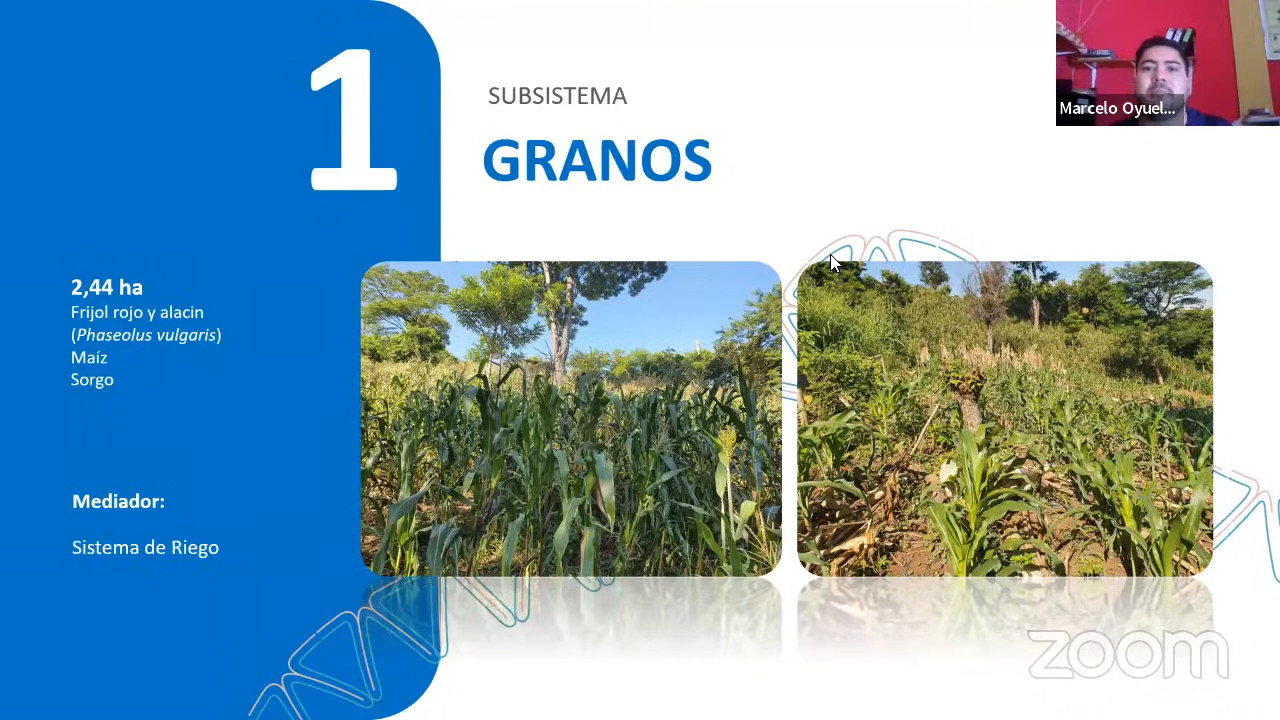 1
SUBSISTEMA
GRANOS
2,44 ha
Frijol rojo y alacin
(Phaseolus vulgaris)
Maíz
Sorgo
Mediador:
Sistema de Riego
Marcelo Oyuel...
zoom